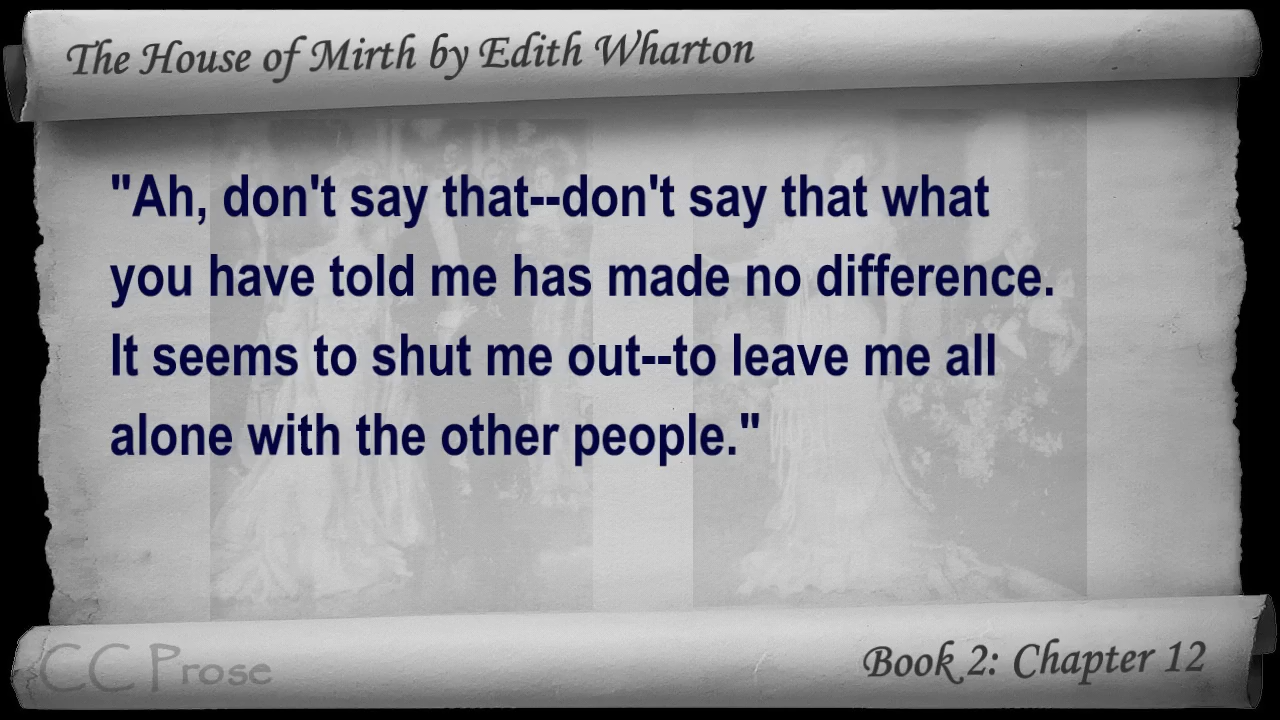 The House of Mirth by Edith Wharton
"Ah, don't say that--don't say that what
you have told me has made no difference.
It seems to shut me out--to leave me all
alone with the other people."
CC Prose
Book 2: Chapter 12